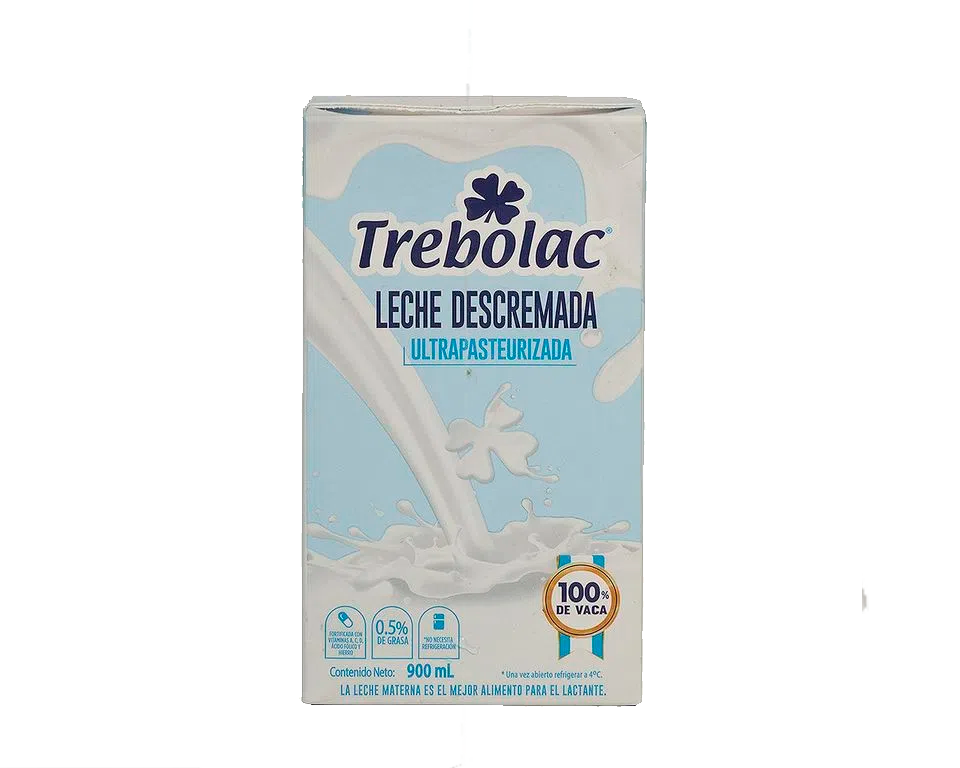 Trebolac®
LECHE DESCREMADA
ULTRAPASTEURIZADA
100%
DE VACA
FORTIFICADA CON
VITAMINAS A, C, D,
ÁCIDO FÓLICO Y
HIERRO
0.5%
DE GRASA
*NO NECESITA
REFRIGERACIÓN
Contenido Neto: 900 mL
* Una vez abierto refrigerar a 4°C.
LA LECHE MATERNA ES EL MEJOR ALIMENTO PARA EL LACTANTE.